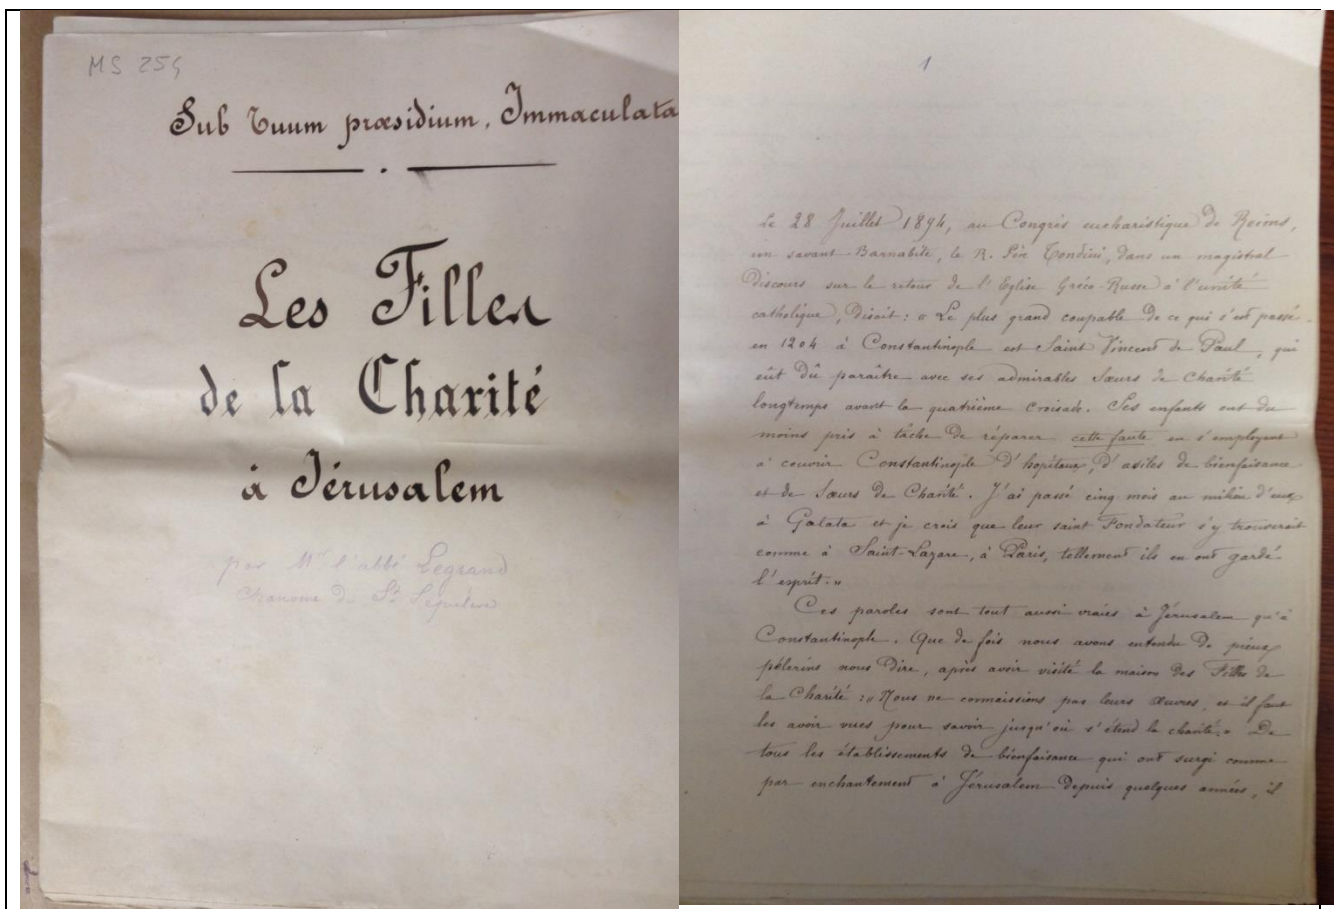 MS 254
Sub Tuum præsidium, Immaculata
Les Filles
de la Charité
à Jérusalem
par Mr l'abbé Legrand
Chanoine du St Sépulcre
1
Le 28 Juillet 1894, au Congrès eucharistique de Reims,
un savant Barnabite, le R. Père Tondini, dans un magistral
Discours sur le retour de l'Eglise Gréco-Russe à l'unité
catholique, disait : « Le plus grand coupable de ce qui s'est passé
en 1204 à Constantinople est Saint Vincent de Paul, qui
eût dû paraître avec ses admirables Sœurs de Charité
longtemps avant la quatrième croisade. Ses enfants ont du
moins pris à tâche de réparer cette faute en s'employant
à couvrir Constantinople d'hopitaux, d'asiles de bienfaisance
et de Sœurs de Charité. J'ai passé cinq mois au milieu d'eux
à Galata et je crois que leur saint Fondateur s'y trouverait
comme à Saint-Lazare, à Paris, tellement ils en ont gardé
l'esprit. »
Ces paroles sont tout aussi vraies à Jérusalem qu'à
Constantinople. Que de fois nous avons entendu de pieux
pélerins nous dire, après avoir visité la maison des Filles de
la Charité : « Nous ne connaissions pas leurs Œuvres, et il faut
les avoir vues pour savoir jusqu'où s'étend la charité. » De
tous les établissements de bienfaisance qui ont surgi comme
par enchantement à Jérusalem depuis quelques années, il